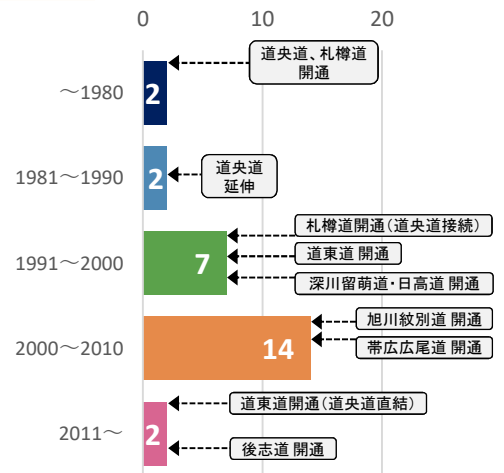 0 10 20
～1980
2
道央道、札樽道
開通
1981～1990
2
道央道
延伸
1991～2000
7
札樽道開通（道央道接続）
道東道 開通
深川留萌道・日高道 開通
2000～2010
14
旭川紋別道 開通
帯広広尾道 開通
2011～
2
道東道開通（道央道直結）
後志道 開通